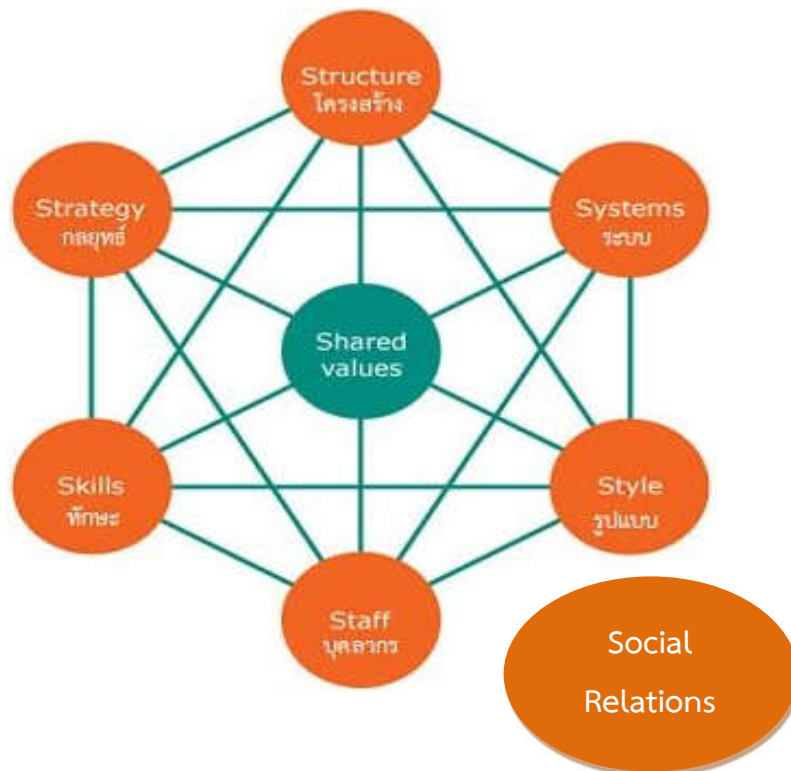 Structure
โครงสร้าง
Strategy
กลยุทธ์
Systems
ระบบ
Shared
values
Skills
ทักษะ
Style
รูปแบบ
Staff
บุคลากร
Social
Relations